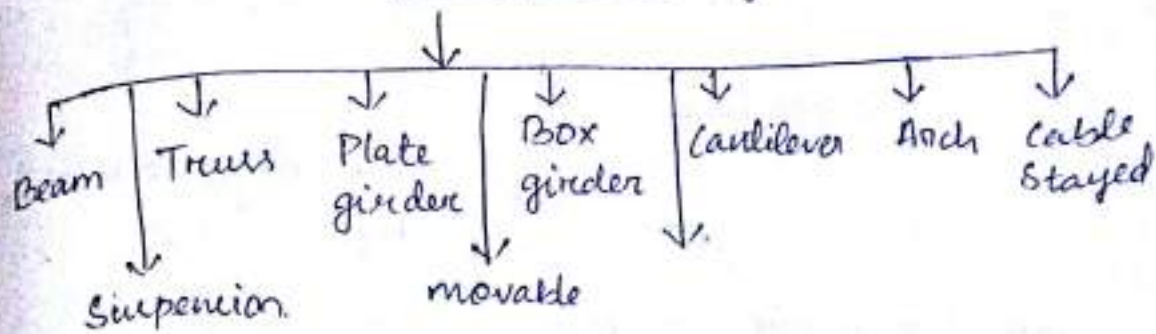 Beam
Truss
Plate
girder
Box
girder
Cantilever
Arch
Cable
Stayed
Suspension.
movable